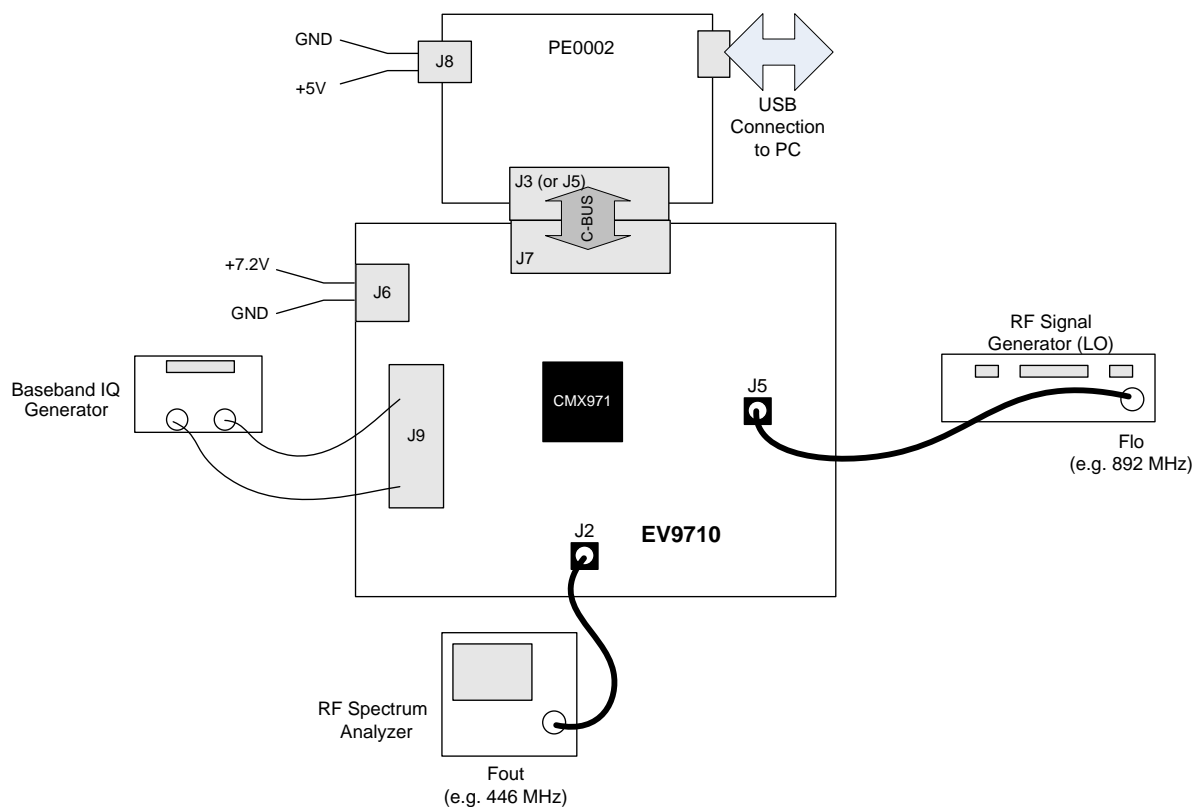 GND
J8
+5V
PE0002
USB
Connection
to PC
J3 (or J5)
C-BUS
J7
+7.2V
J6
GND
RF Signal
Generator (LO)
Baseband IQ
Generator
J9
CMX971
J5
Flo
(e.g. 892 MHz)
J2
EV9710
RF Spectrum
Analyzer
Fout
(e.g. 446 MHz)